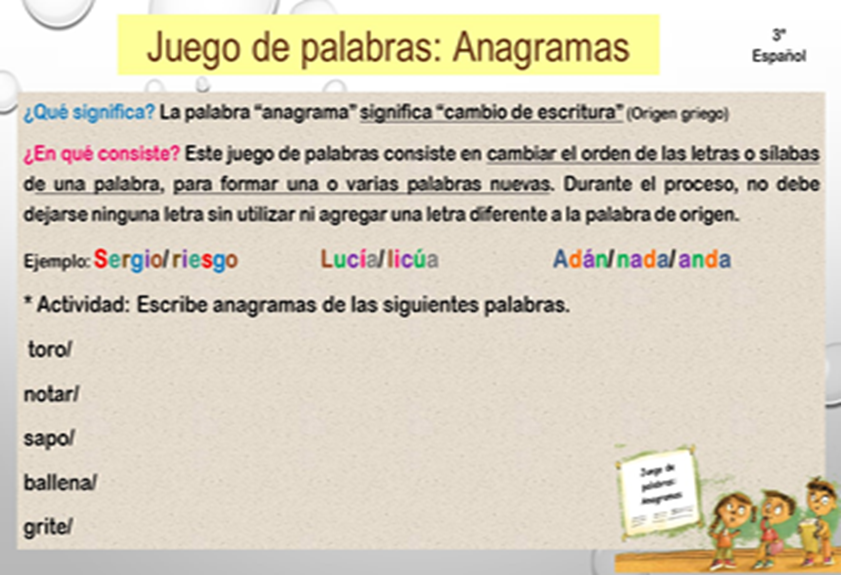 Juego de palabras: Anagramas
3°
Español
¿Qué significa? La palabra “anagrama” significa “cambio de escritura” (Origen griego)
¿En qué consiste? Este juego de palabras consiste en cambiar el orden de las letras o sílabas
de una palabra, para formar una o varias palabras nuevas. Durante el proceso, no debe
dejarse ninguna letra sin utilizar ni agregar una letra diferente a la palabra de origen.
Ejemplo: Sergio/riesgo Lucía/licúa Adán/nada/anda
* Actividad: Escribe anagramas de las siguientes palabras.
toro/
notar/
sapo/
ballena/
grite/
Juego de
palabras:
Anagramas